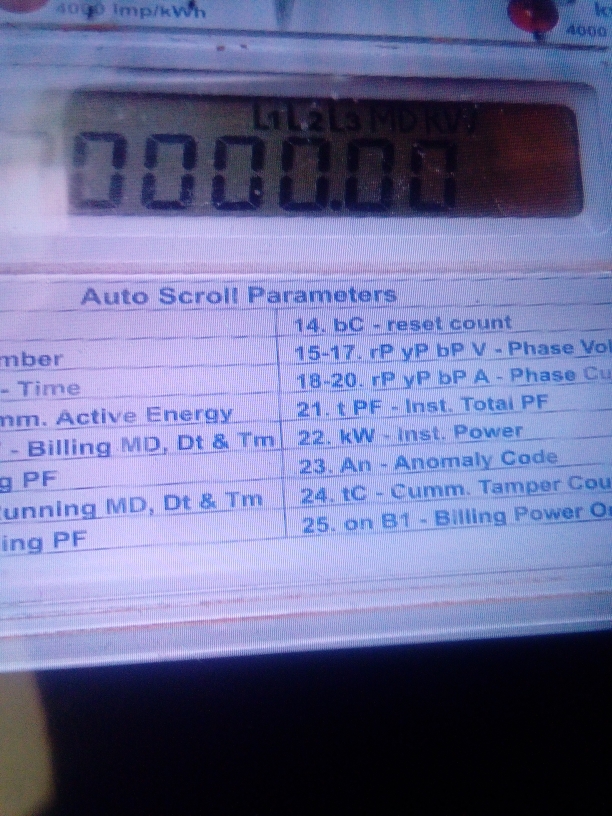 4000 Imp/kWh
4000
L1 L2 L3 MD KW
0000.00
Auto Scroll Parameters
14. bC - reset count
mber
15-17. rP yP bP V - Phase Vol
- Time
18-20. rP yP bP A - Phase Cu
mm. Active Energy
21. t PF - Inst. Total PF
- Billing MD, Dt & Tm
22. kW - Inst. Power
g PF
23. An - Anomaly Code
unning MD, Dt & Tm
24. tC - Cumm. Tamper Cou
ing PF
25. on B1 - Billing Power O